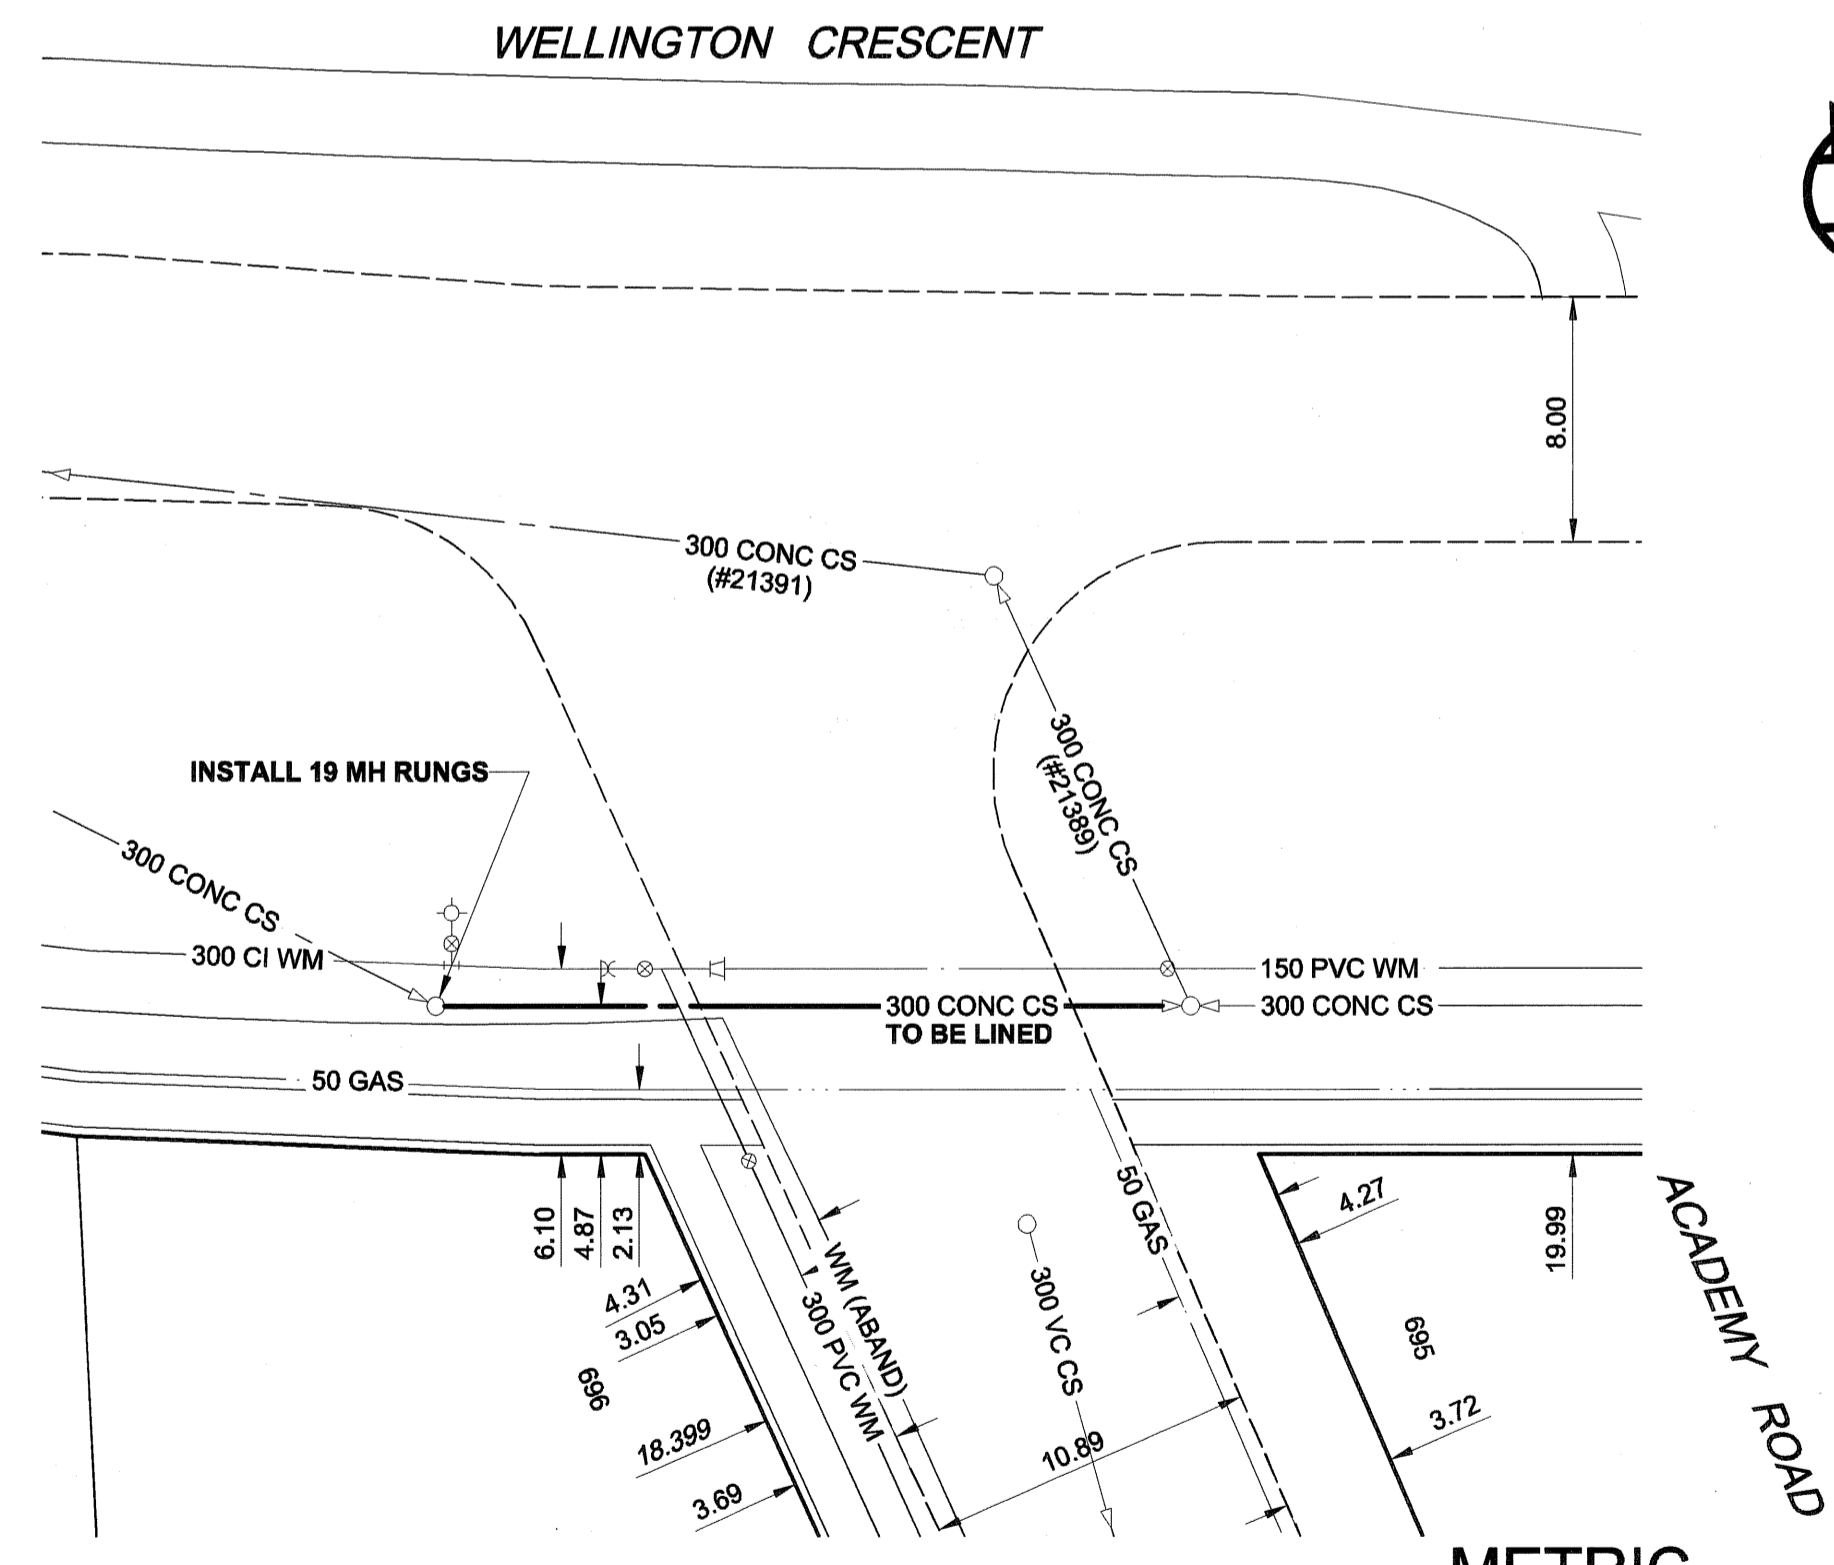 WELLINGTON CRESCENT
8.00
300 CONC CS
(#21391)
300 CONC CS
(#21389)
INSTALL 19 MH RUNGS
300 CONC CS
300 CI WM
150 PVC WM
300 CONC CS
TO BE LINED
300 CONC CS
50 GAS
50 GAS
6.10
4.87
2.13
4.31
3.05
696
18.399
3.69
WM (ABAND)
300 PVC WM
300 VC CS
10.89
4.27
19.99
695
3.72
ACADEMY ROAD
METRIC